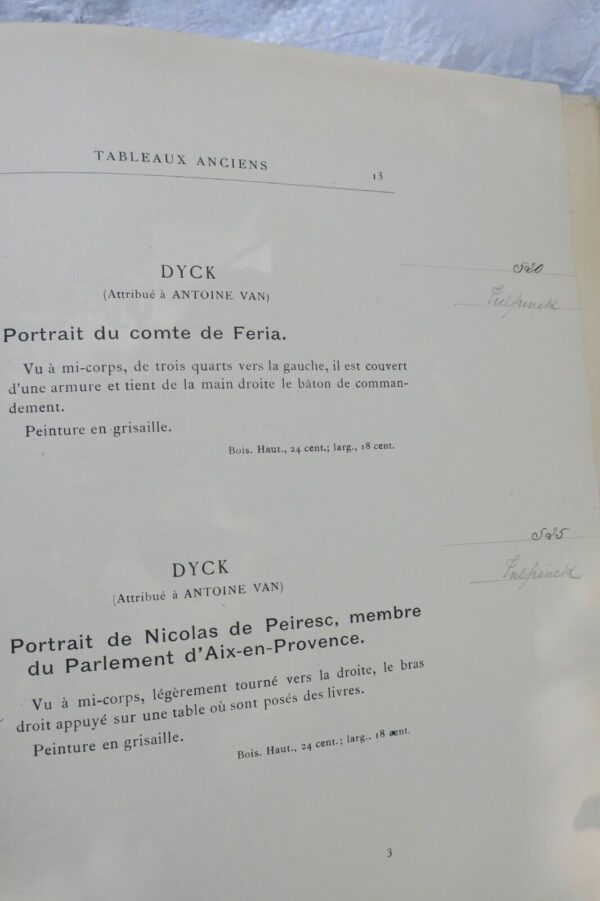 TABLEAUX ANCIENS 13
DYCK
(Attribué à ANTOINE VAN)
520
Portrait du comte de Feria.
Vu à mi-corps, de trois quarts vers la gauche, il est couvert
d'une armure et tient de la main droite le bâton de comman-
dement.
Peinture en grisaille.
Bois. Haut., 24 cent.; larg., 18 cent.
525
DYCK
(Attribué à ANTOINE VAN)
Portrait de Nicolas de Peiresc, membre
du Parlement d'Aix-en-Provence.
Vu à mi-corps, légèrement tourné vers la droite, le bras
droit appuyé sur une table où sont posés des livres.
Peinture en grisaille.
Bois. Haut., 24 cent.; larg., 18 cent.
3